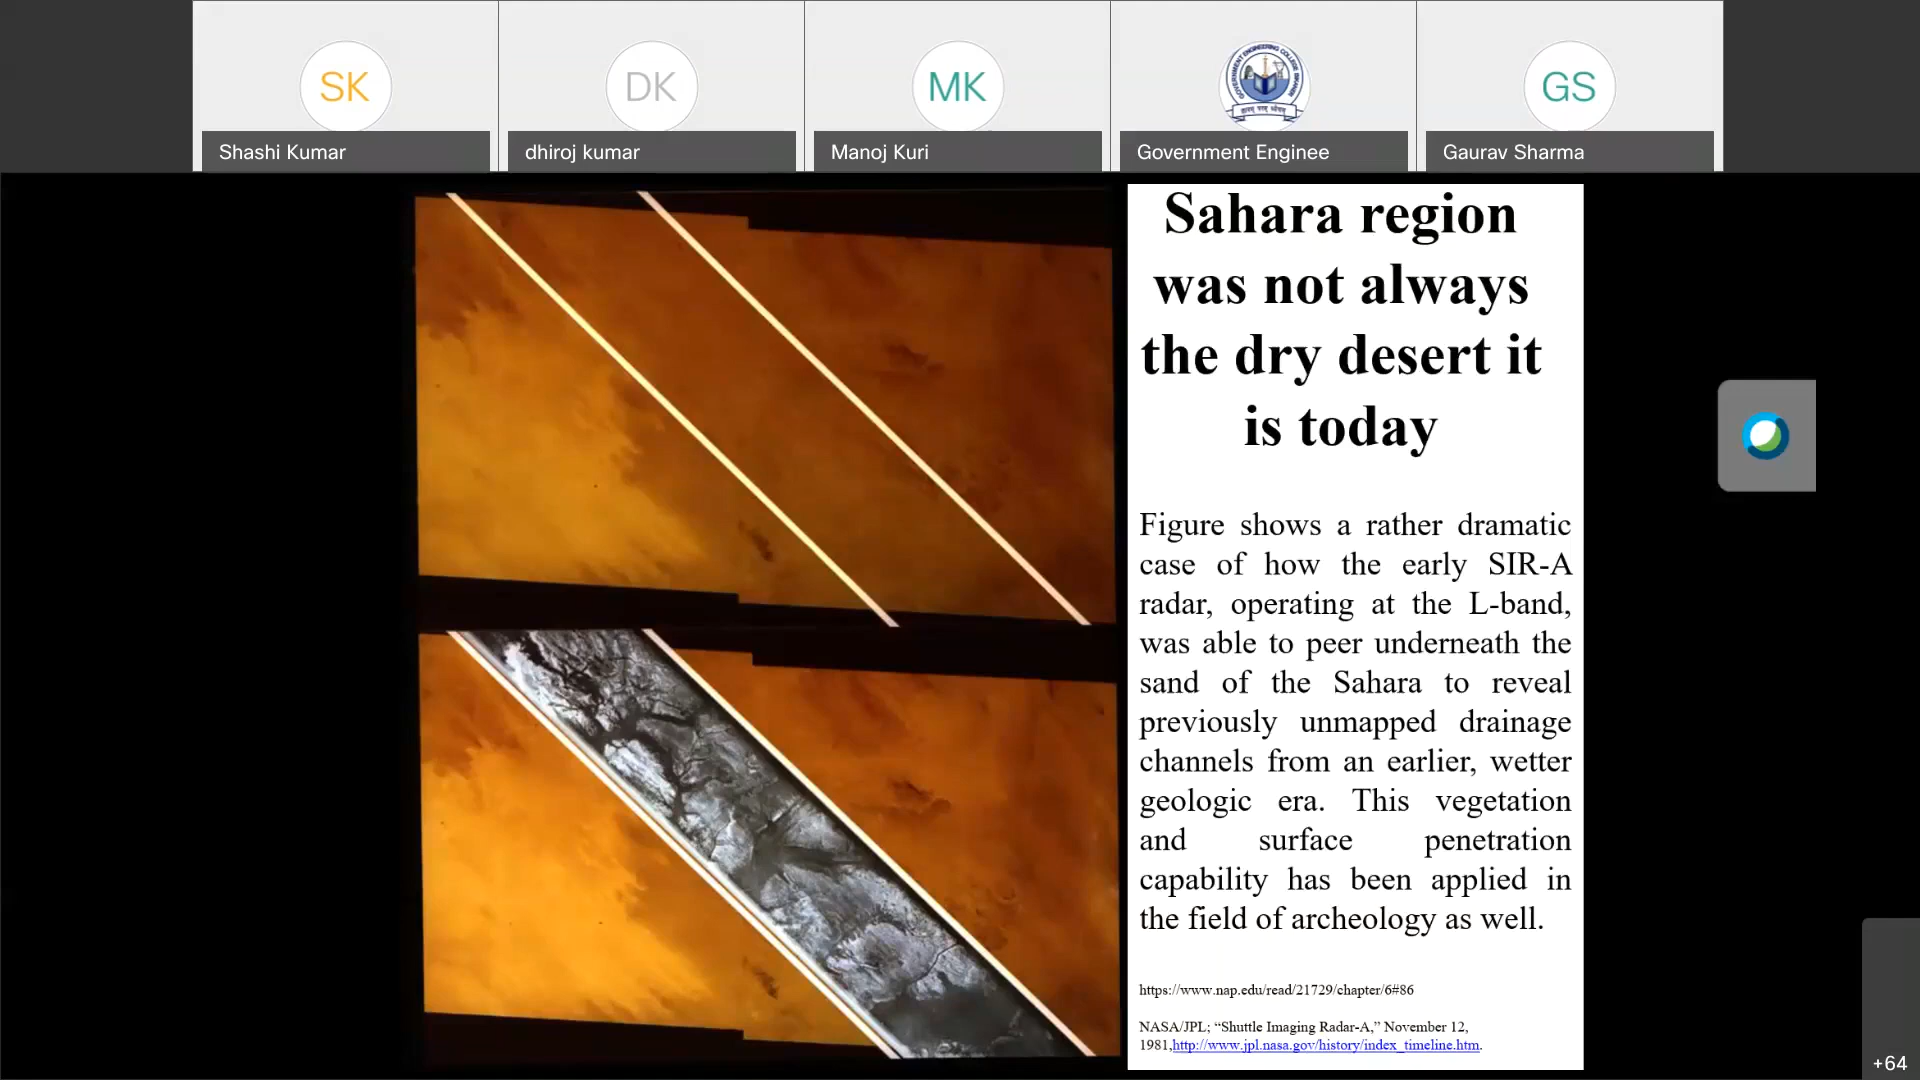 SK
DK
MK
GS
Shashi Kumar
dhiroj kumar
Manoj Kuri
Government Enginee
Gaurav Sharma
Sahara region
was not always
the dry desert it
is today
Figure shows a rather dramatic
case of how the early SIR-A
radar, operating at the L-band,
was able to peer underneath the
sand of the Sahara to reveal
previously unmapped drainage
channels from an earlier, wetter
geologic era. This vegetation
and surface penetration
capability has been applied in
the field of archeology as well.
https://www.nap.edu/read/21729/chapter/6#86
NASA/JPL; “Shuttle Imaging Radar-A,” November 12,
1981,http://www.jpl.nasa.gov/history/index_timeline.htm.
+64